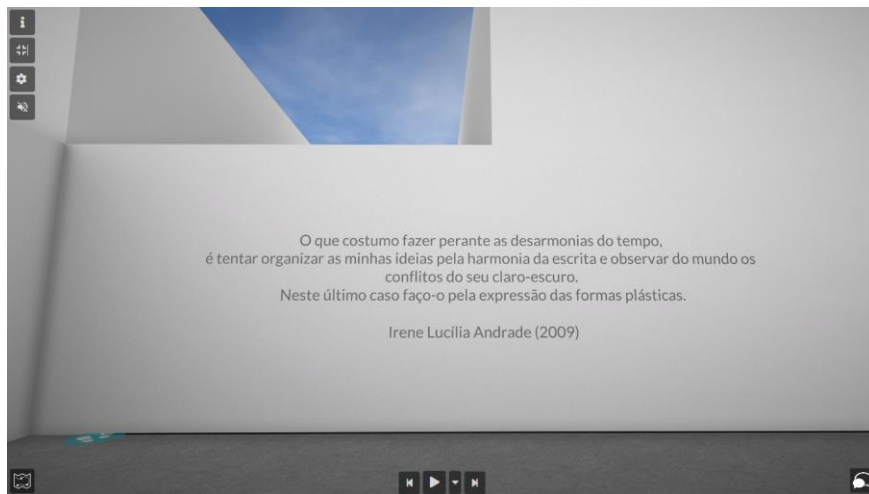 O que costumo fazer perante as desarmonias do tempo,
é tentar organizar as minhas ideias pela harmonia da escrita e observar do mundo os
conflitos do seu claro-escuro.
Neste último caso faço-o pela expressão das formas plásticas.
Irene Lucília Andrade (2009)